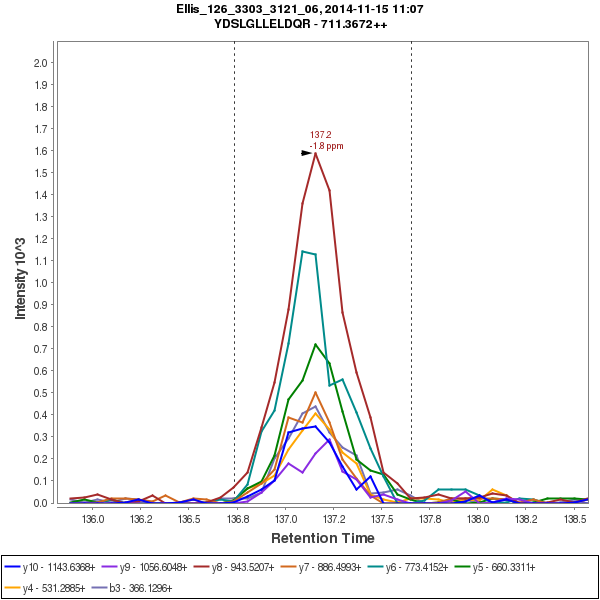 Ellis_126_3303_3121_06, 2014-11-15 11:07
YDSLGLLELDQR - 711.3672++
2.0
1.9
1.8
1.7
1.6
1.5
1.4
1.3
1.2
1.1
1.0
0.9
0.8
0.7
0.6
0.5
0.4
0.3
0.2
0.1
0.0
Intensity 10^3
137.2
-1.8 ppm
136.0 136.2 136.5 136.8 137.0 137.2 137.5 137.8 138.0 138.2 138.5
Retention Time
y10 - 1143.6368+ y9 - 1056.6048+ y8 - 943.5207+ y7 - 886.4993+ y6 - 773.4152+ y5 - 660.3311+
y4 - 531.2885+ b3 - 366.1296+